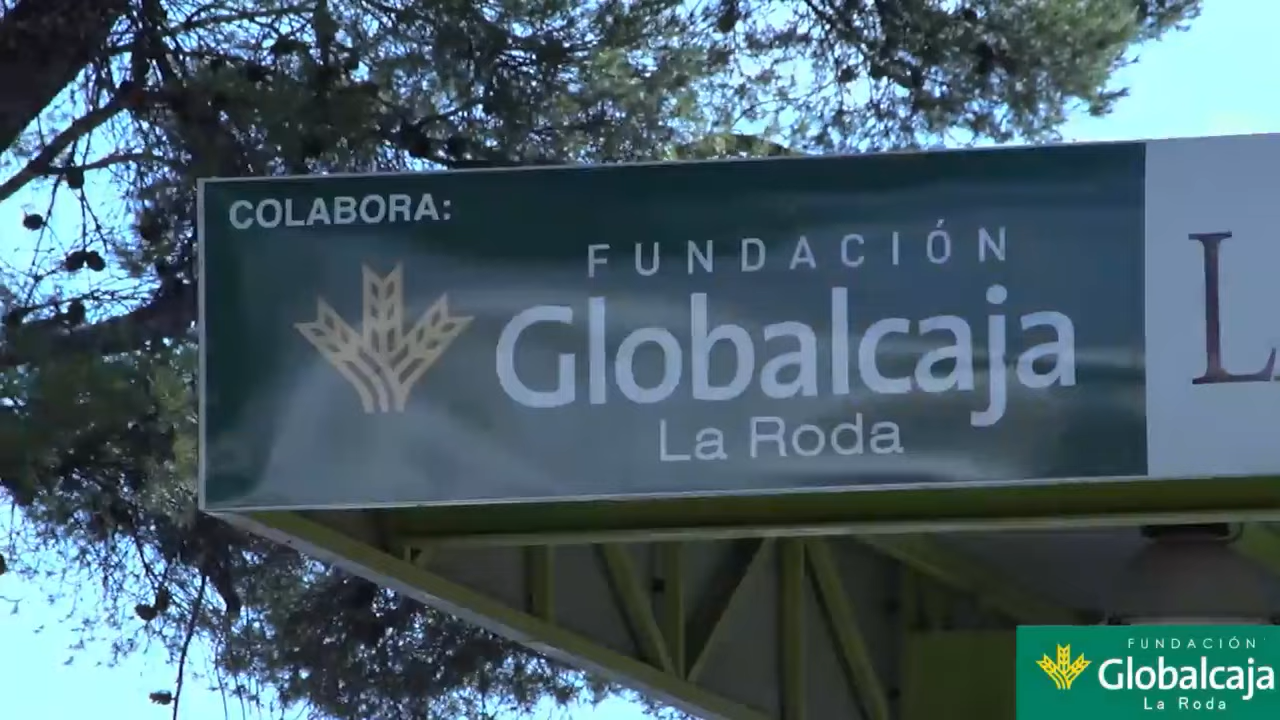 COLABORA:
FUNDACIÓN
Globalcaja
La Roda
L
FUNDACIÓN
Globalcaja
La Roda